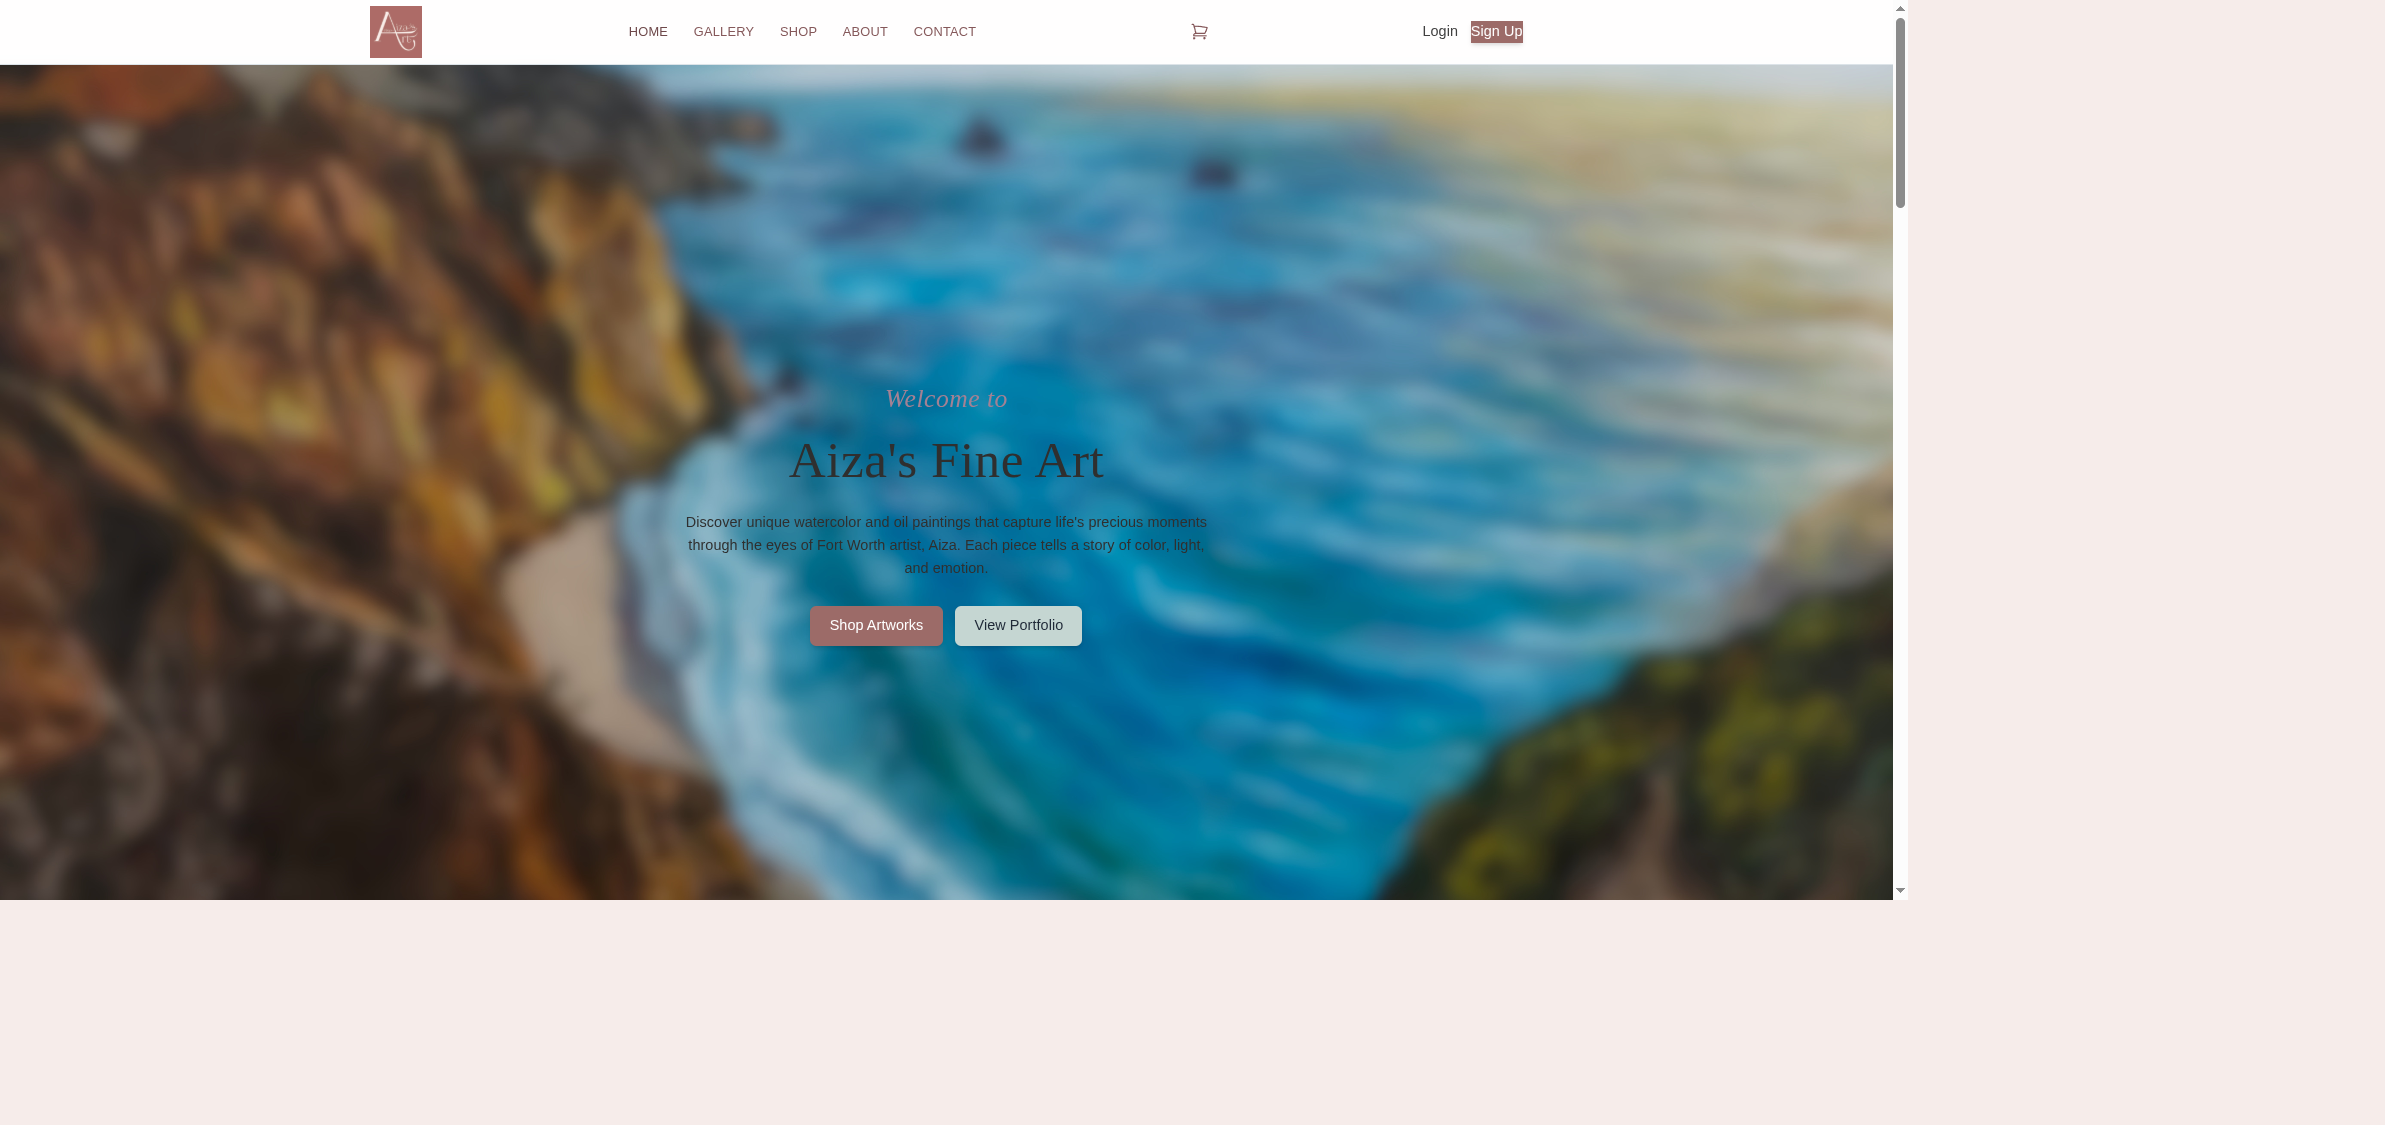 HOME GALLERY SHOP ABOUT CONTACT Login Sign Up
Welcome to
Aiza's Fine Art
Discover unique watercolor and oil paintings that capture life's precious moments
through the eyes of Fort Worth artist, Aiza. Each piece tells a story of color, light,
and emotion.
Shop Artworks View Portfolio